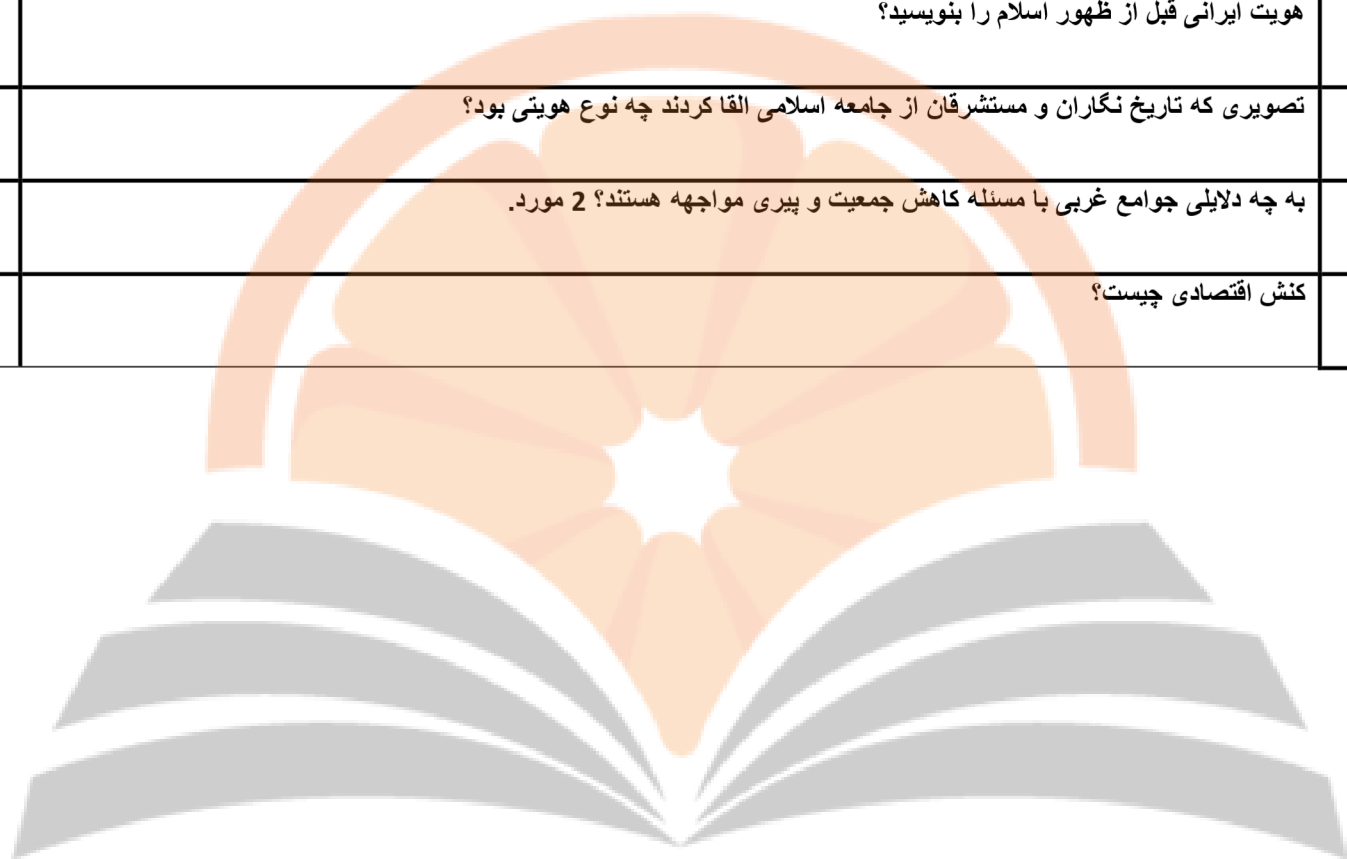 هویت ایرانی قبل از ظهور اسلام را بنویسید؟
تصویری که تاریخ نگاران و مستشرقان از جامعه اسلامی القا کردند چه نوع هویتی بود؟
به چه دلایلی جوامع غربی با مسئله کاهش جمعیت و پیری مواجهه هستند؟ 2 مورد.
کنش اقتصادی چیست؟